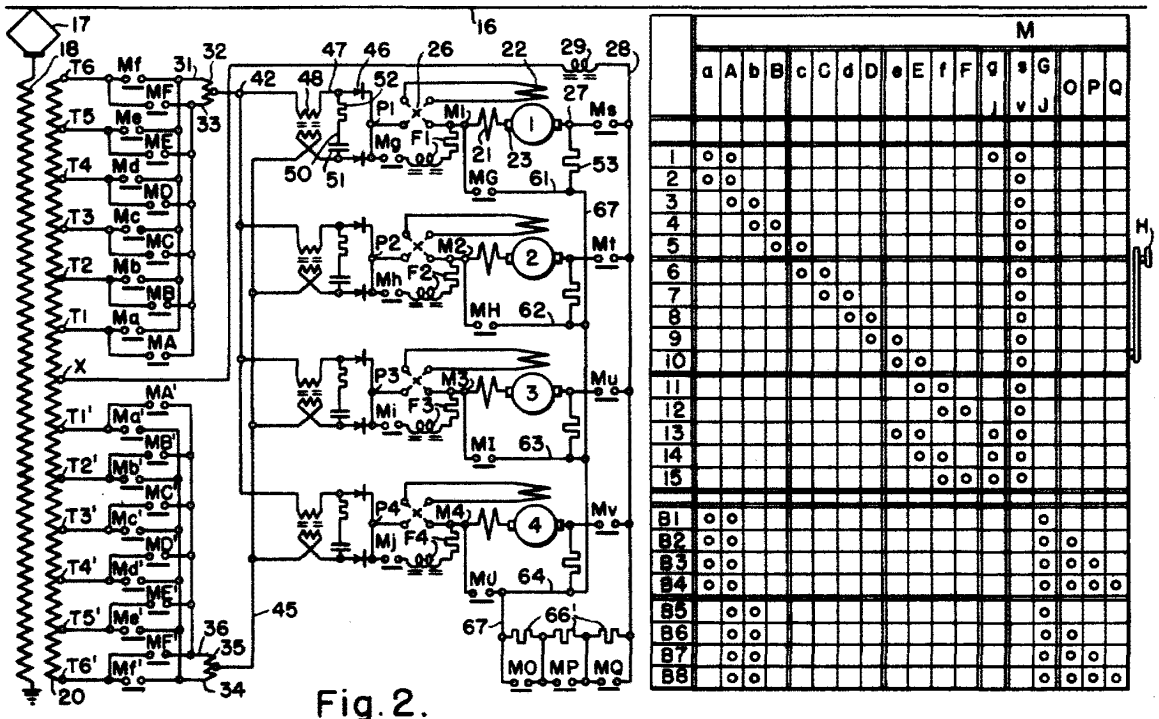 17
16
M
18
T6 Mf 31 32
MF
33
42
47 46
26
22
29
28
48
52
P1
M1
1
27
Ms
T5 Me
ME
T4 Md
MD
T3 Mc
MC
T2 Mb
MB
T1 Ma
MA
X
50 51
Mg
F1
21
23
53
MG
61
67
P2
M2
2
Mt
Mh
F2
MH
62
P3
M3
3
Mu
Mi
F3
MI
63
P4
M4
4
Mv
Mj
F4
MJ
64
MA'
T1' Ma'
MB'
T2' Mb'
MC'
T3' Mc'
MD'
T4' Md'
ME'
T5' Me'
MF' 36
35
T6' Mf'
34
20
45
67
66
MO MP MQ
Fig. 2.
a A b B c C d D e E f F g j s v G J O P Q
H
1 o o o o
2 o o o
3 o o o
4 o o o
5 o o o
6 o o o
7 o o o
8 o o o
9 o o o
10 o o o
11 o o o
12 o o o
13 o o o o
14 o o o o
15 o o o o
B1 o o o
B2 o o o o
B3 o o o o o
B4 o o o o o o
B5 o o o
B6 o o o o
B7 o o o o o
B8 o o o o o o